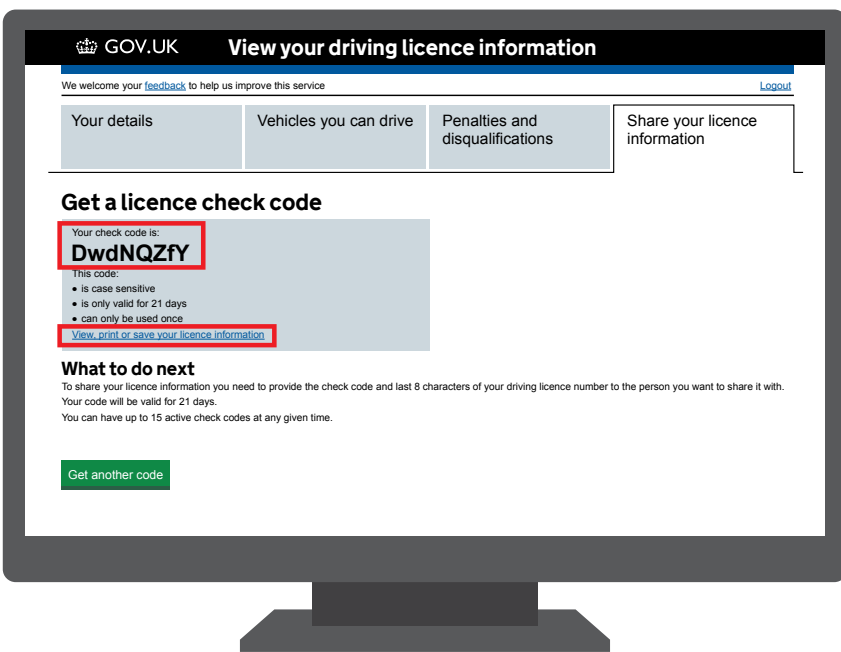 GOV.UK View your driving licence information
We welcome your feedback to help us improve this service Logout
Your details
Vehicles you can drive
Penalties and
disqualifications
Share your licence
information
Get a licence check code
Your check code is:
DwdNQZfY
This code:
• is case sensitive
• is only valid for 21 days
• can only be used once
View, print or save your licence information
What to do next
To share your licence information you need to provide the check code and last 8 characters of your driving licence number to the person you want to share it with.
Your code will be valid for 21 days.
You can have up to 15 active check codes at any given time.
Get another code